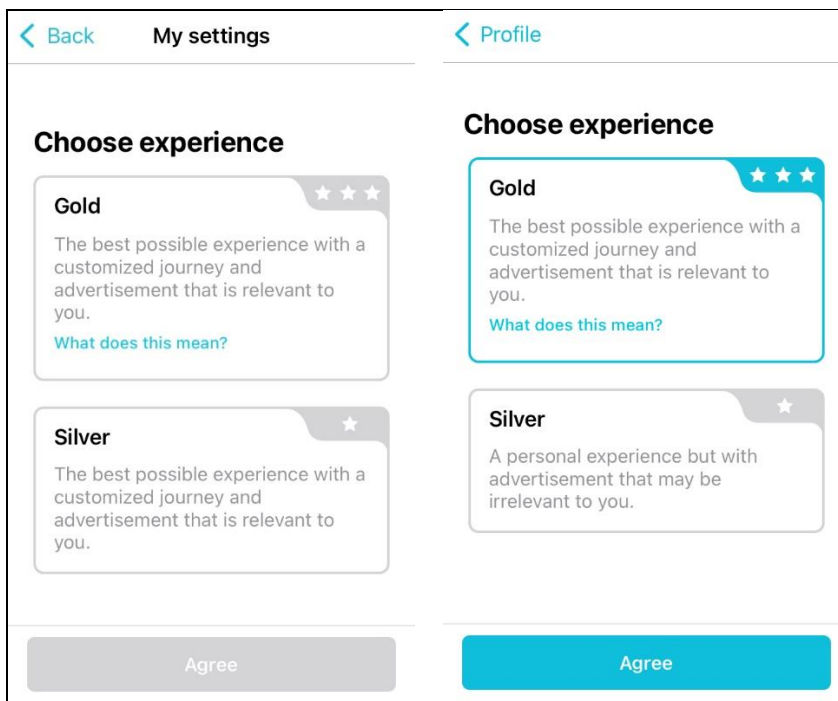 Back My settings
Choose experience
Gold
The best possible experience with a
customized journey and
advertisement that is relevant to
you.
What does this mean?
Silver
The best possible experience with a
customized journey and
advertisement that is relevant to
you.
Agree
Profile
Choose experience
Gold
The best possible experience with a
customized journey and
advertisement that is relevant to
you.
What does this mean?
Silver
A personal experience but with
advertisement that may be
irrelevant to you.
Agree